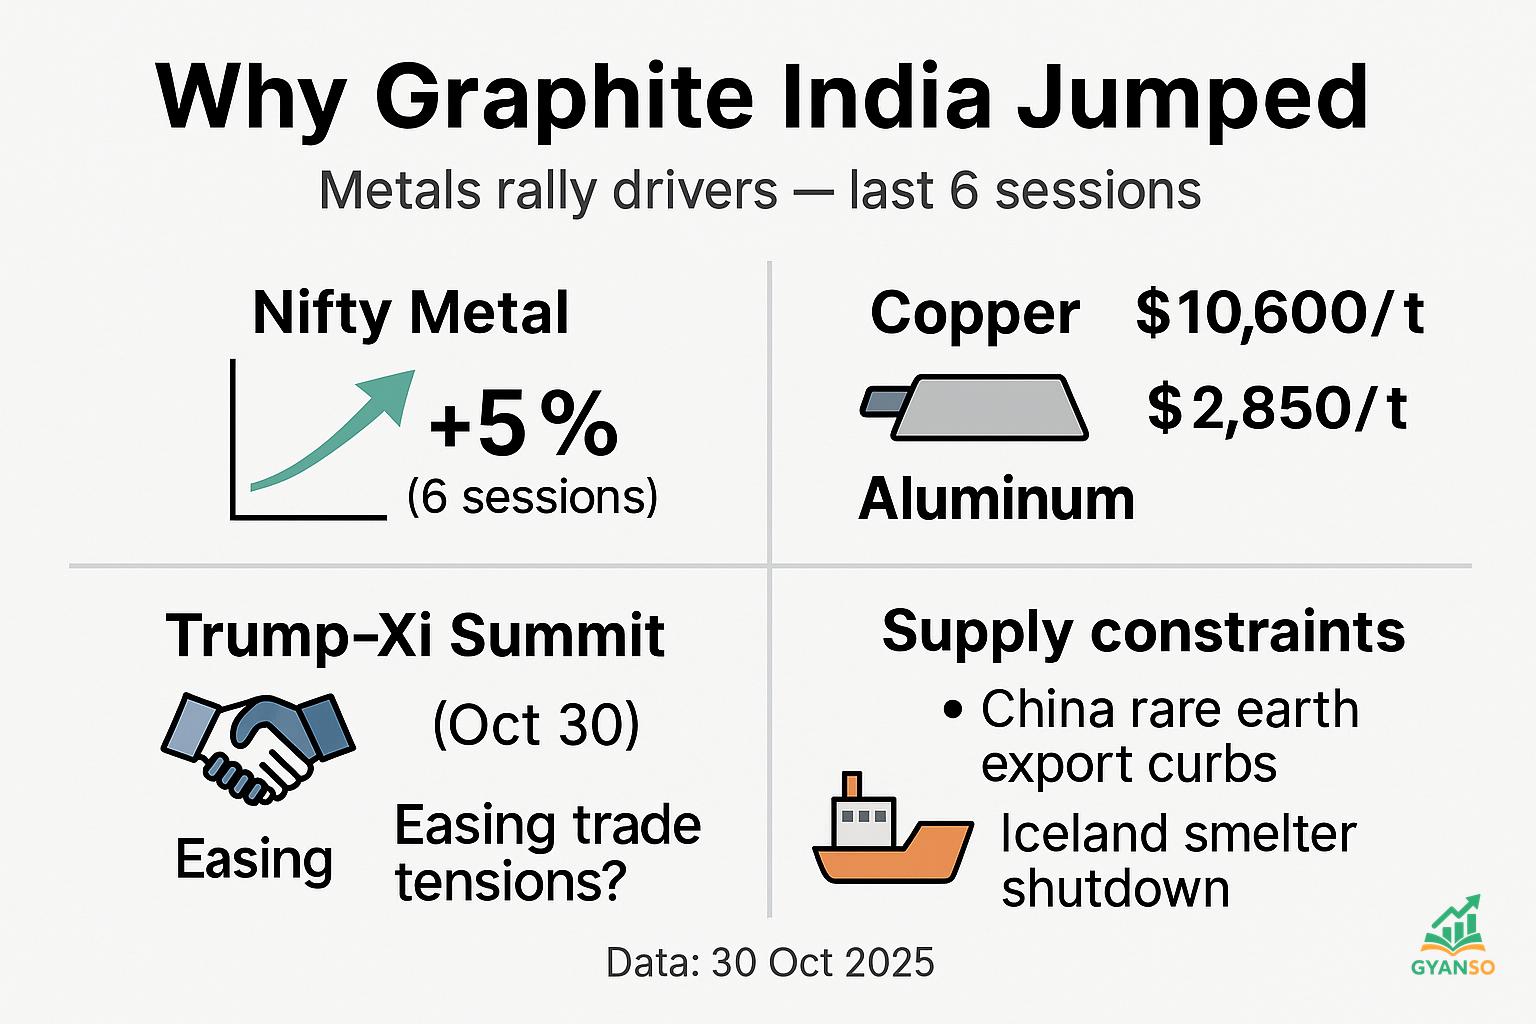 Why Graphite India Jumped
Metals rally drivers — last 6 sessions
Nifty Metal
+5%
(6 sessions)
Copper $10,600/t
$2,850/t
Aluminum
Trump–Xi Summit
(Oct 30)
Easing
Easing trade
tensions?
Supply constraints
• China rare earth
export curbs
Iceland smelter
shutdown
Data: 30 Oct 2025
GYANSO